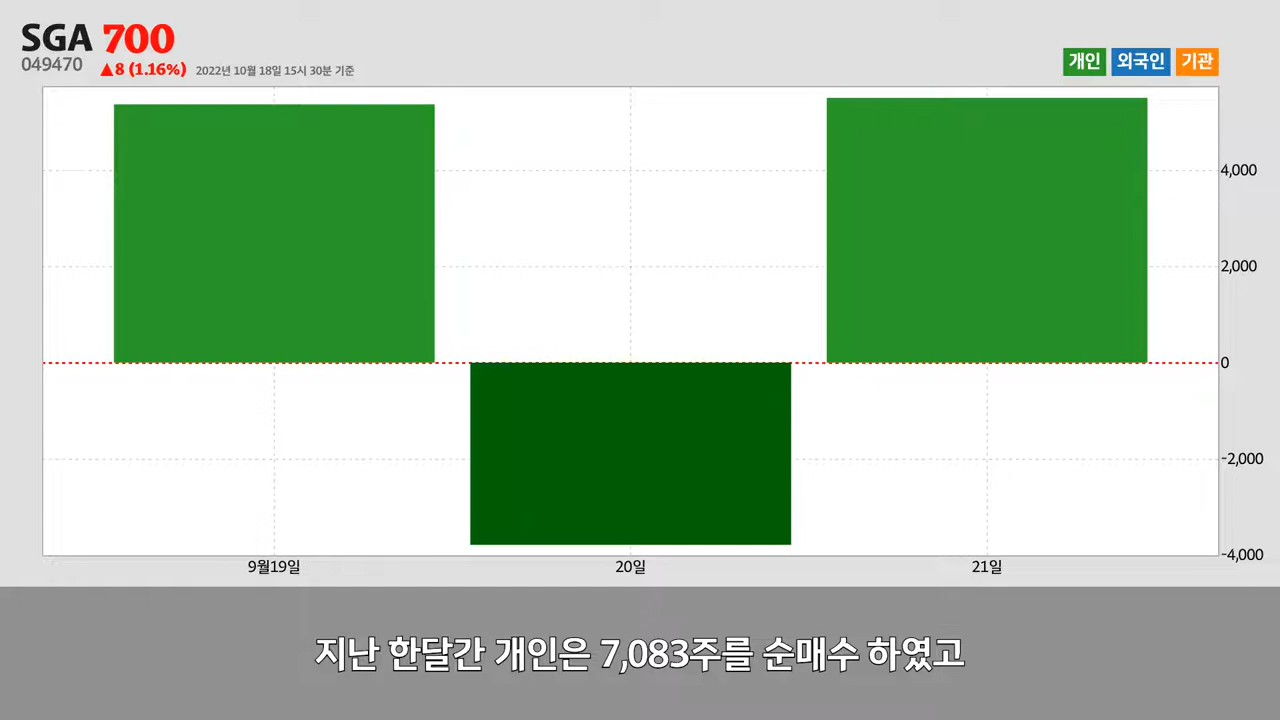 SGA 700
049470 ▲8 (1.16%) 2022년 10월 18일 15시 30분 기준
개인 외국인 기관
4,000
2,000
0
-2,000
-4,000
9월19일 20일 21일
지난 한달간 개인은 7,083주를 순매수 하였고